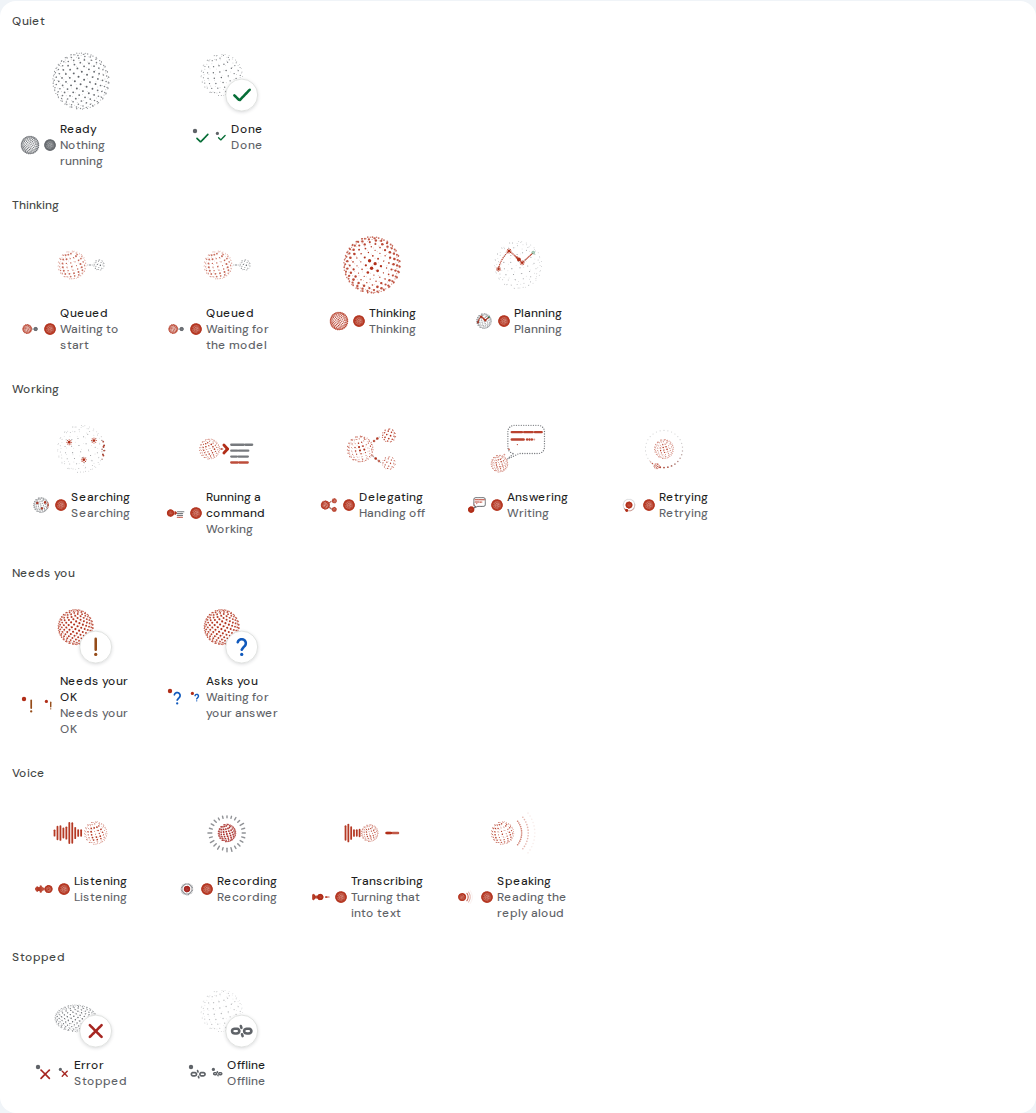 Quiet
Ready
Nothing
running
Done
Done
Thinking
Queued
Waiting to
start
Queued
Waiting for
the model
Thinking
Thinking
Planning
Planning
Working
Searching
Searching
Running a
command
Working
Delegating
Handing off
Answering
Writing
Retrying
Retrying
Needs you
Needs your
OK
Needs your
OK
Asks you
Waiting for
your answer
Voice
Listening
Listening
Recording
Recording
Transcribing
Turning that
into text
Speaking
Reading the
reply aloud
Stopped
Error
Stopped
Offline
Offline